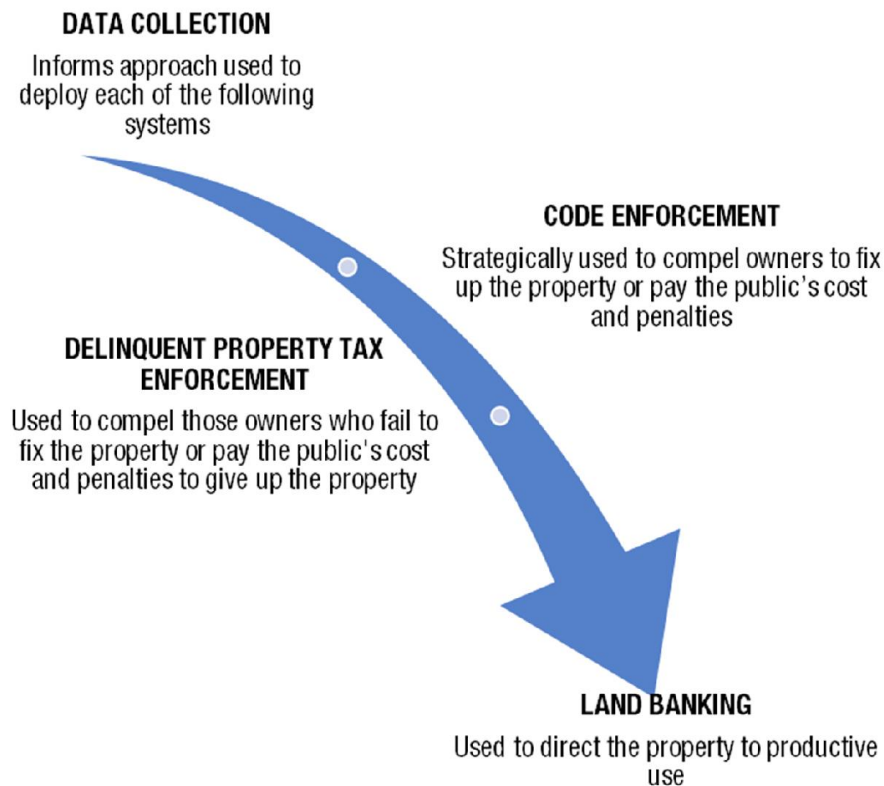 DATA COLLECTION
Informs approach used to
deploy each of the following
systems
CODE ENFORCEMENT
Strategically used to compel owners to fix
up the property or pay the public’s cost
and penalties
DELINQUENT PROPERTY TAX
ENFORCEMENT
Used to compel those owners who fail to
fix the property or pay the public's cost
and penalties to give up the property
LAND BANKING
Used to direct the property to productive
use